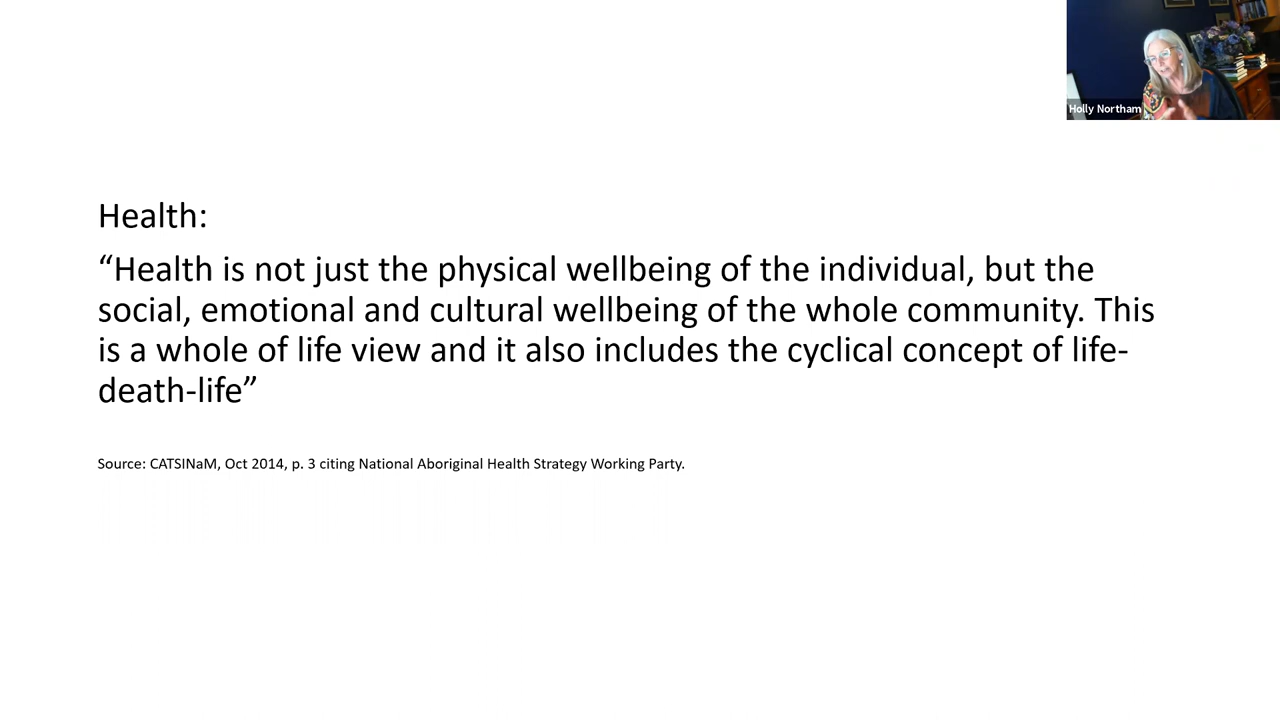 Holly Northam
Health:
“Health is not just the physical wellbeing of the individual, but the
social, emotional and cultural wellbeing of the whole community. This
is a whole of life view and it also includes the cyclical concept of life-
death-life”
Source: CATSINaM, Oct 2014, p. 3 citing National Aboriginal Health Strategy Working Party.